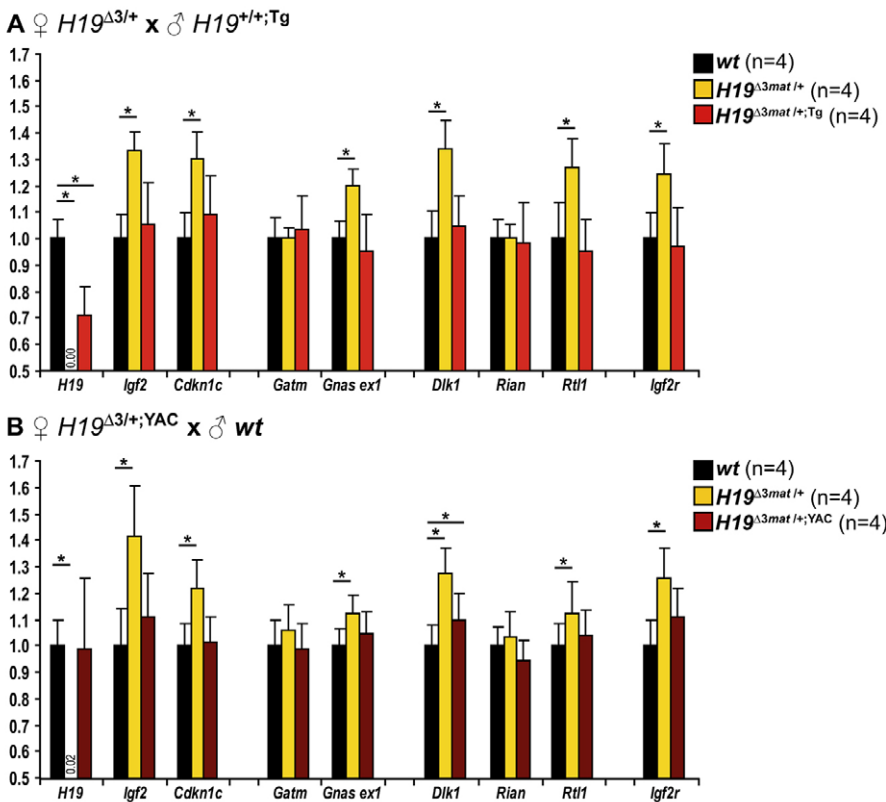 A ♀ H19Δ3/+ x ♂ H19+/+;Tg
1.7
1.6
1.5
1.4
1.3
1.2
1.1
1.0
0.9
0.8
0.7
0.6
0.5
* * * * * * * *
0.00
H19 Igf2 Cdkn1c Gatm Gnas ex1 Dlk1 Rian Rtl1 Igf2r
wt (n=4)
H19Δ3mat/+ (n=4)
H19Δ3mat/+;Tg (n=4)
B ♀ H19Δ3/+;YAC x ♂ wt
1.7
1.6
1.5
1.4
1.3
1.2
1.1
1.0
0.9
0.8
0.7
0.6
0.5
* * * * * * * *
0.02
H19 Igf2 Cdkn1c Gatm Gnas ex1 Dlk1 Rian Rtl1 Igf2r
wt (n=4)
H19Δ3mat/+ (n=4)
H19Δ3mat/+;YAC (n=4)